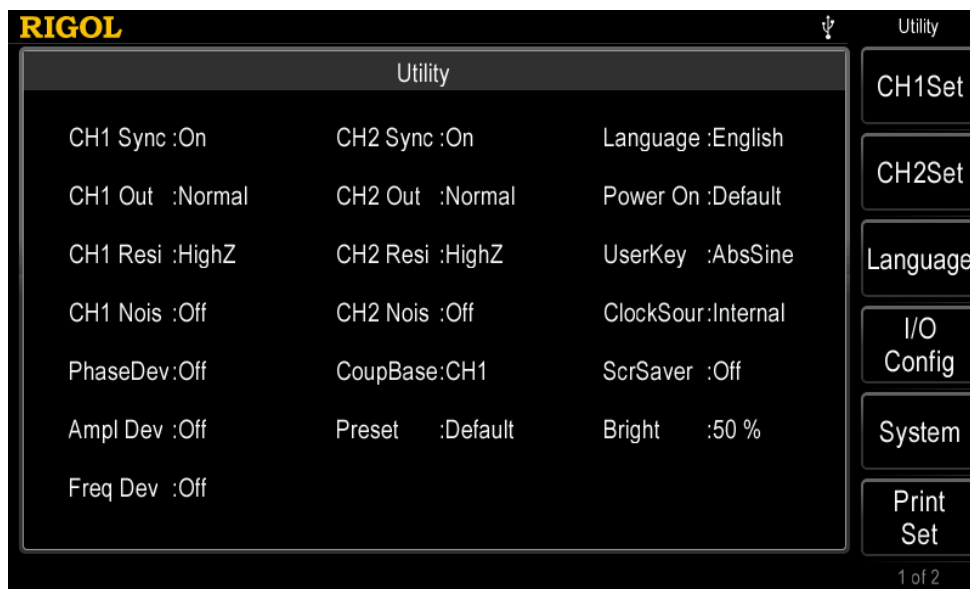 RIGOL
Utility
Utility
CH1 Sync :On CH2 Sync :On Language :English
CH1 Out :Normal CH2 Out :Normal Power On :Default
CH1 Resi :HighZ CH2 Resi :HighZ UserKey :AbsSine
CH1 Nois :Off CH2 Nois :Off ClockSour:Internal
PhaseDev:Off CoupBase:CH1 ScrSaver :Off
Ampl Dev :Off Preset :Default Bright :50 %
Freq Dev :Off
CH1Set
CH2Set
Language
I/O
Config
System
Print
Set
1 of 2